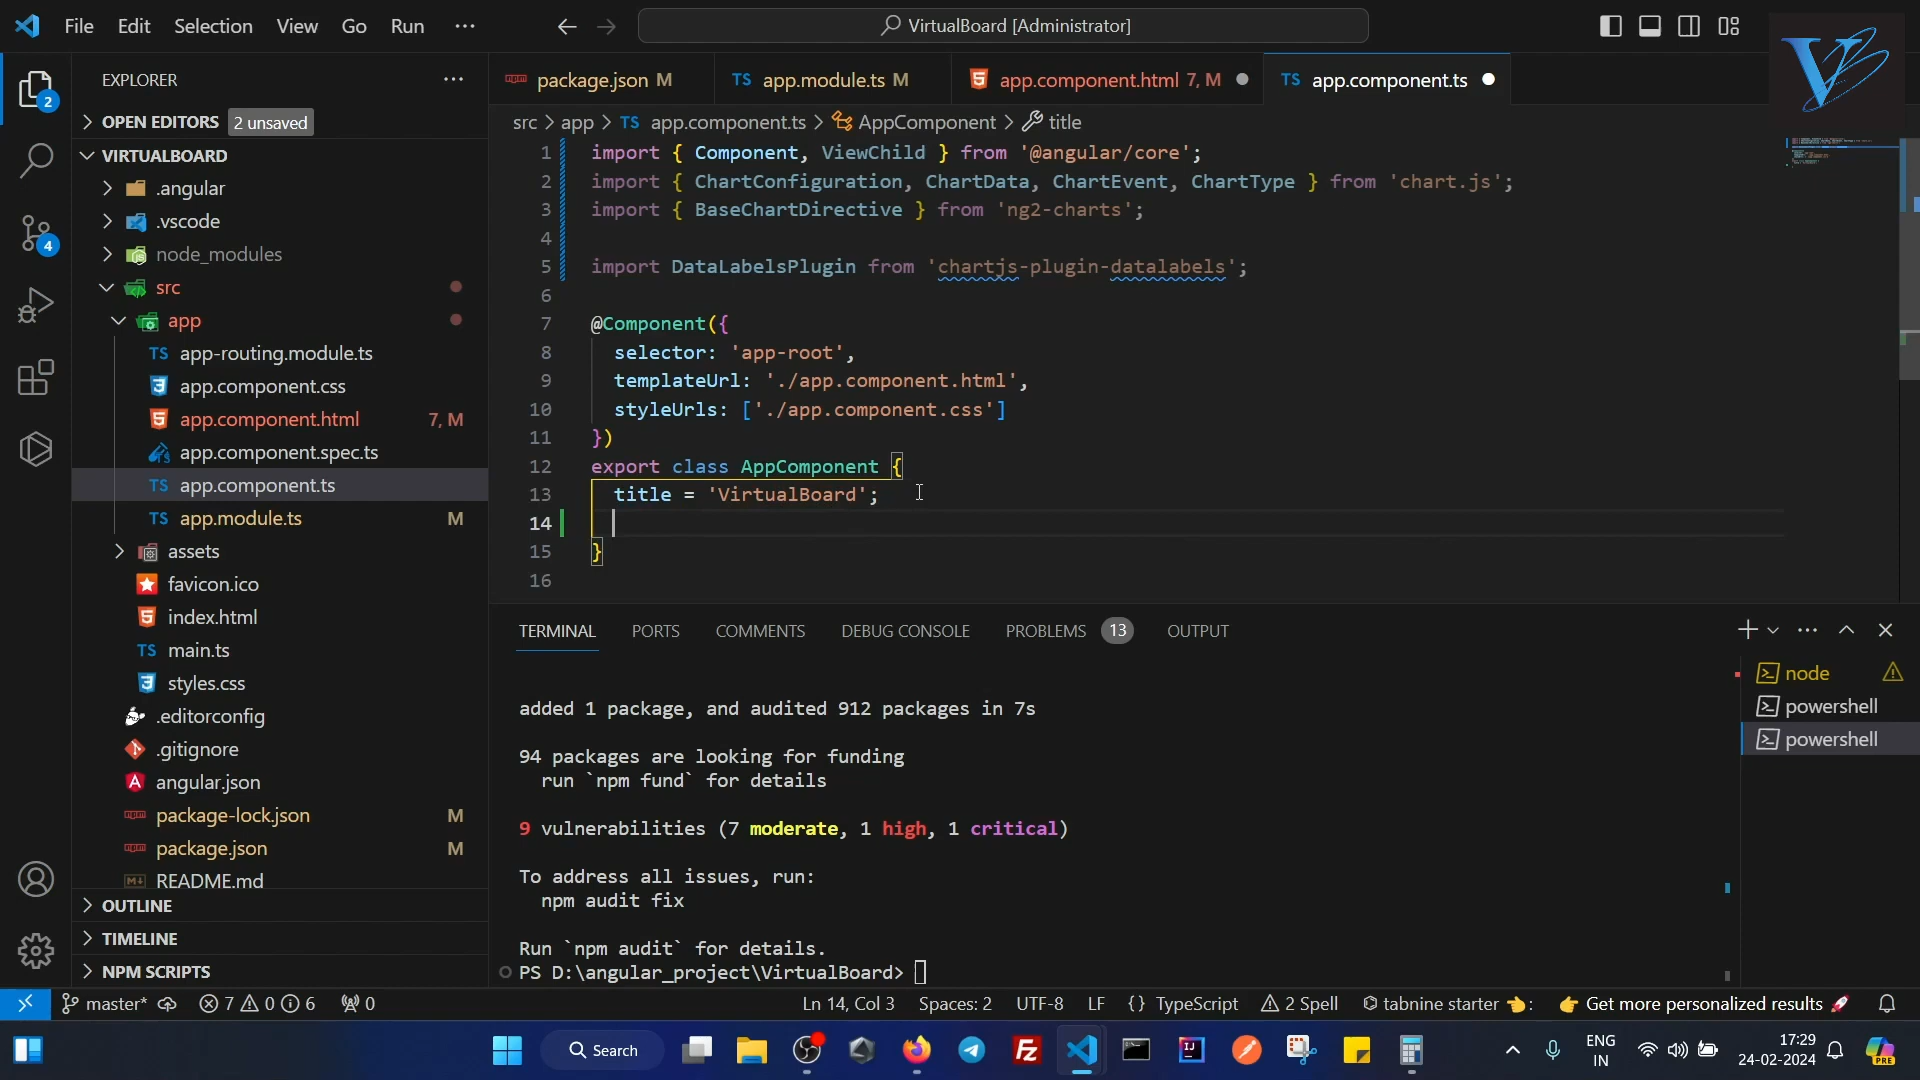 File Edit Selection View Go Run ···
VirtualBoard [Administrator]
EXPLORER
OPEN EDITORS 2 unsaved
VIRTUALBOARD
.angular
.vscode
node_modules
src
app
TS app-routing.module.ts
app.component.css
app.component.html 7, M
app.component.spec.ts
TS app.component.ts
TS app.module.ts M
assets
favicon.ico
index.html
TS main.ts
styles.css
.editorconfig
.gitignore
angular.json
package-lock.json M
package.json M
README.md
OUTLINE
TIMELINE
NPM SCRIPTS
2
4
package.json M TS app.module.ts M app.component.html 7, M TS app.component.ts
src > app > TS app.component.ts > AppComponent > title
1 import { Component, ViewChild } from '@angular/core';
2 import { ChartConfiguration, ChartData, ChartEvent, ChartType } from 'chart.js';
3 import { BaseChartDirective } from 'ng2-charts';
4
5 import DataLabelsPlugin from 'chartjs-plugin-datalabels';
6
7 @Component({
8 selector: 'app-root',
9 templateUrl: './app.component.html',
10 styleUrls: ['./app.component.css']
11 })
12 export class AppComponent {
13 title = 'VirtualBoard';
14
15 }
16
TERMINAL PORTS COMMENTS DEBUG CONSOLE PROBLEMS 13 OUTPUT
added 1 package, and audited 912 packages in 7s
94 packages are looking for funding
run `npm fund` for details
9 vulnerabilities (7 moderate, 1 high, 1 critical)
To address all issues, run:
npm audit fix
Run `npm audit` for details.
PS D:\angular_project\VirtualBoard>
node
powershell
powershell
master* 7 0 6 0
Ln 14, Col 3 Spaces: 2 UTF-8 LF {} TypeScript 2 Spell tabnine starter 👈: 👉 Get more personalized results 🚀
Search
ENG
IN
17:29
24-02-2024
PRE